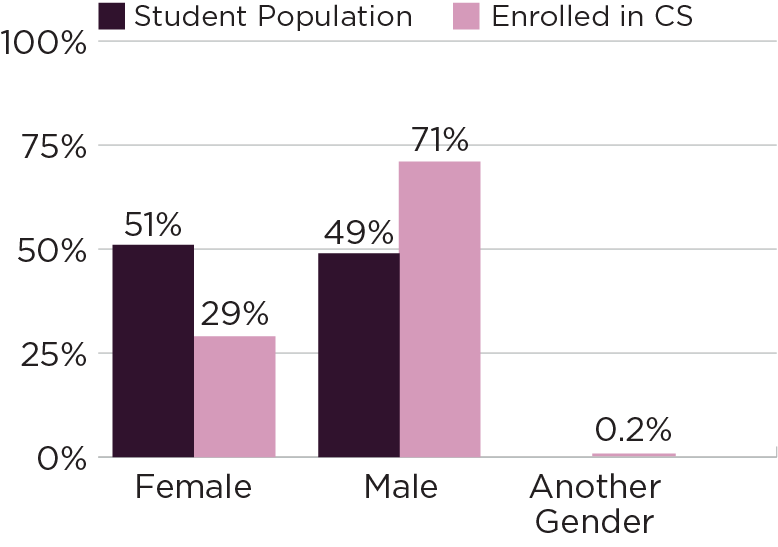 Student Population
Enrolled in CS
100%
75%
50%
25%
0%
51%
29%
49%
71%
0.2%
Female
Male
Another
Gender